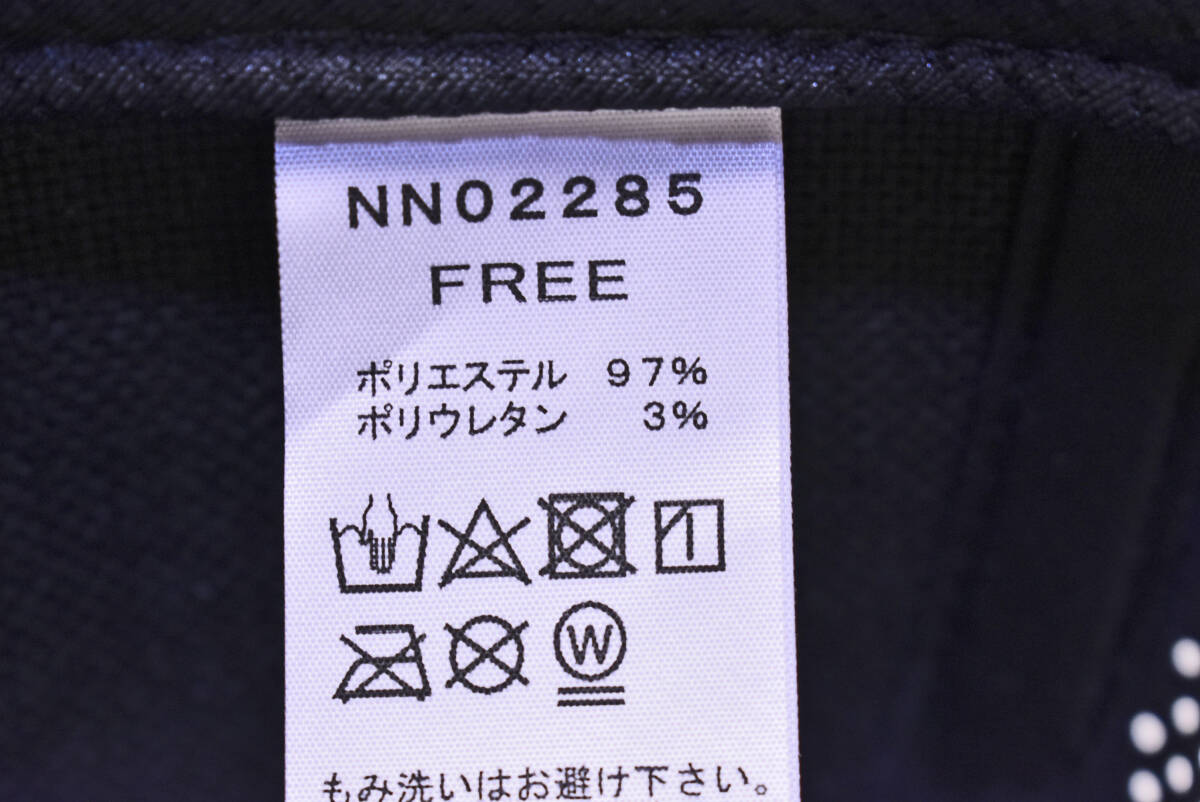 NN02285
FREE
ポリエステル 97%
ポリウレタン 3%
W
もみ洗いはお避け下さい。